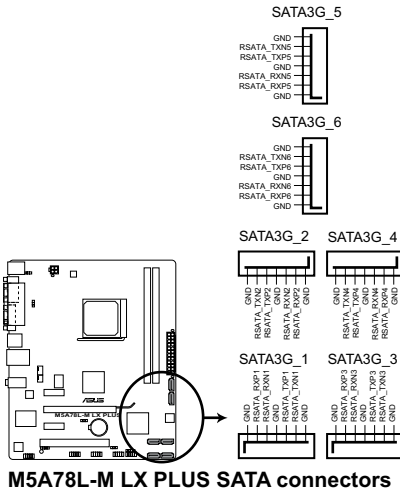 SATA3G_5
GND
RSATA_TXN5
RSATA_TXP5
GND
RSATA_RXN5
RSATA_RXP5
GND
SATA3G_6
GND
RSATA_TXN6
RSATA_TXP6
GND
RSATA_RXN6
RSATA_RXP6
GND
SATA3G_2
GND
RSATA_TXN2
RSATA_TXP2
GND
RSATA_RXN2
RSATA_RXP2
GND
SATA3G_4
GND
RSATA_TXN4
RSATA_TXP4
GND
RSATA_RXN4
RSATA_RXP4
GND
SATA3G_1
GND
RSATA_RXP1
RSATA_RXN1
GND
RSATA_TXP1
RSATA_TXN1
GND
SATA3G_3
GND
RSATA_RXP3
RSATA_RXN3
GND
RSATA_TXP3
RSATA_TXN3
GND
ASUS
M5A78L-M LX PLUS
M5A78L-M LX PLUS SATA connectors